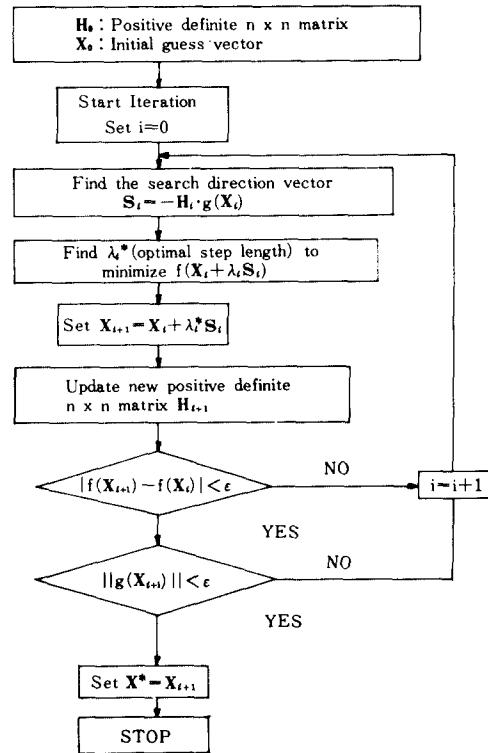 H₀: Positive definite n x n matrix
X₀: Initial guess vector
Start Iteration
Set i=0
Find the search direction vector
Sᵢ=−Hᵢ·g(Xᵢ)
Find λᵢ*(optimal step length) to
minimize f(Xᵢ+λᵢSᵢ)
Set Xᵢ₊₁=Xᵢ+λᵢ*Sᵢ
Update new positive definite
n x n matrix Hᵢ₊₁
|f(Xᵢ₊₁)−f(Xᵢ)|<ε
NO
i=i+1
YES
||g(Xᵢ₊₁)||<ε
NO
YES
Set X*=Xᵢ₊₁
STOP